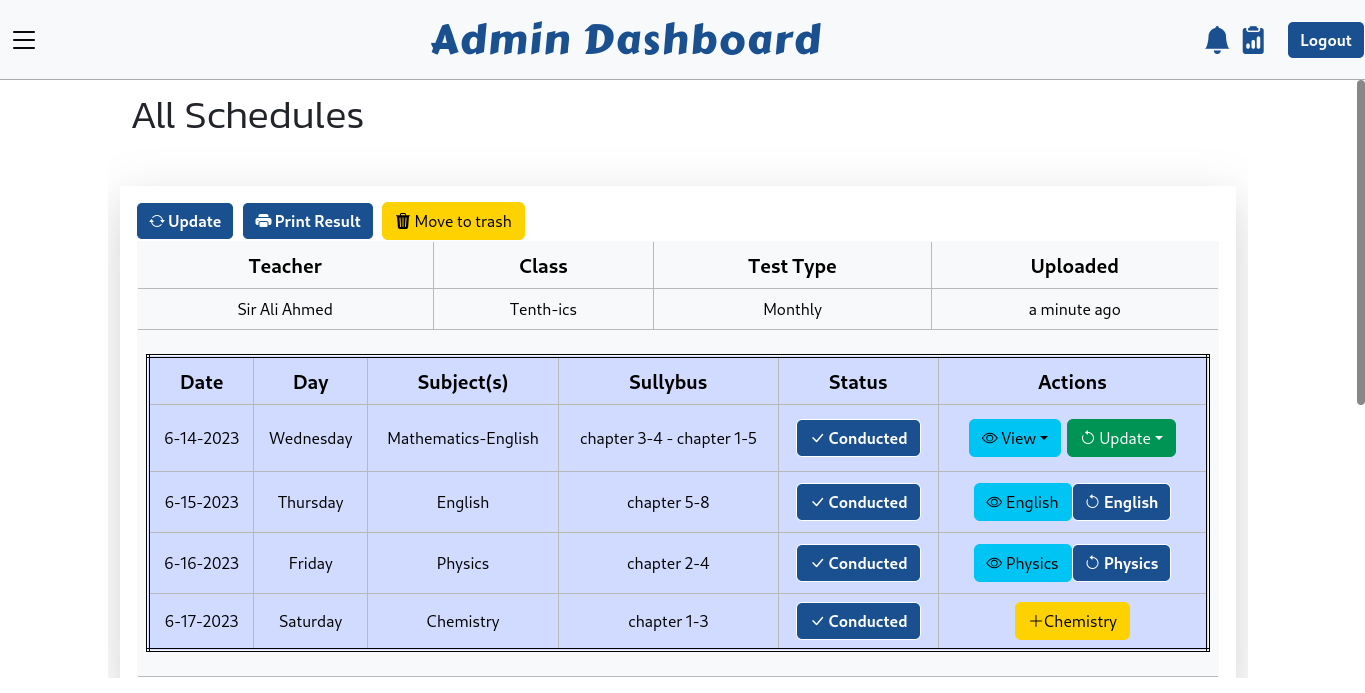 Admin Dashboard
Logout
All Schedules
Update Print Result Move to trash
Teacher Class Test Type Uploaded
Sir Ali Ahmed Tenth-ics Monthly a minute ago
Date Day Subject(s) Sullybus Status Actions
6-14-2023 Wednesday Mathematics-English chapter 3-4 - chapter 1-5 Conducted View Update
6-15-2023 Thursday English chapter 5-8 Conducted English English
6-16-2023 Friday Physics chapter 2-4 Conducted Physics Physics
6-17-2023 Saturday Chemistry chapter 1-3 Conducted +Chemistry